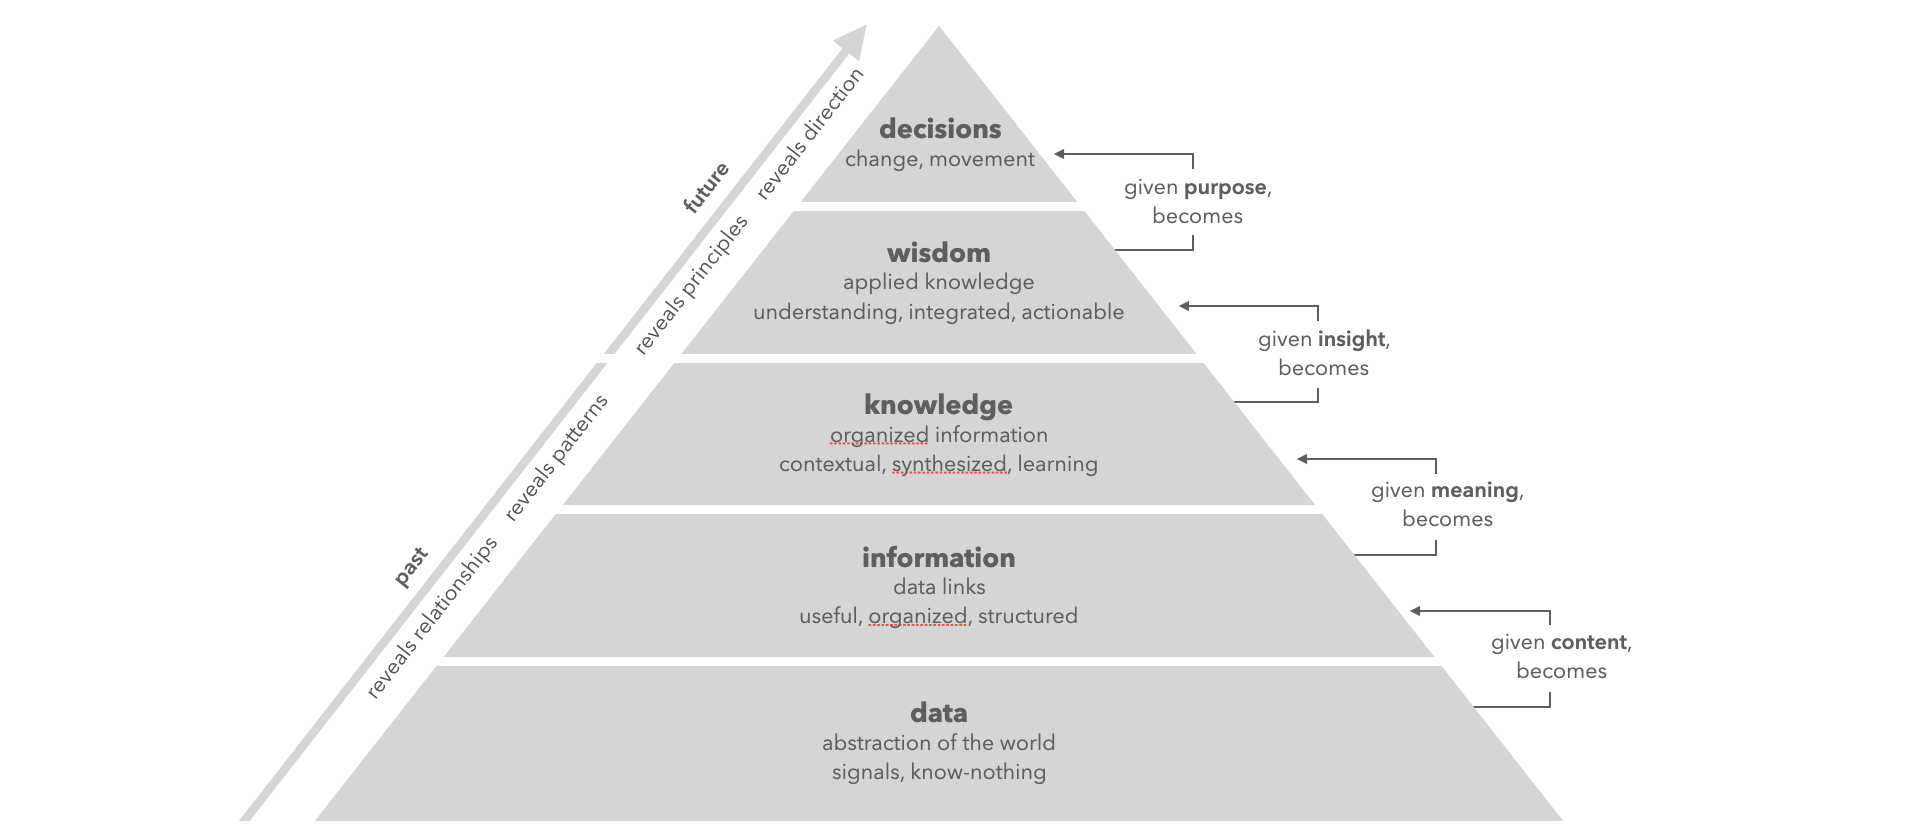 decisions
change, movement
wisdom
applied knowledge
understanding, integrated, actionable
knowledge
organized information
contextual, synthesized, learning
information
data links
useful, organized, structured
data
abstraction of the world
signals, know-nothing
future
past
reveals direction
reveals principles
reveals patterns
reveals relationships
given purpose,
becomes
given insight,
becomes
given meaning,
becomes
given content,
becomes